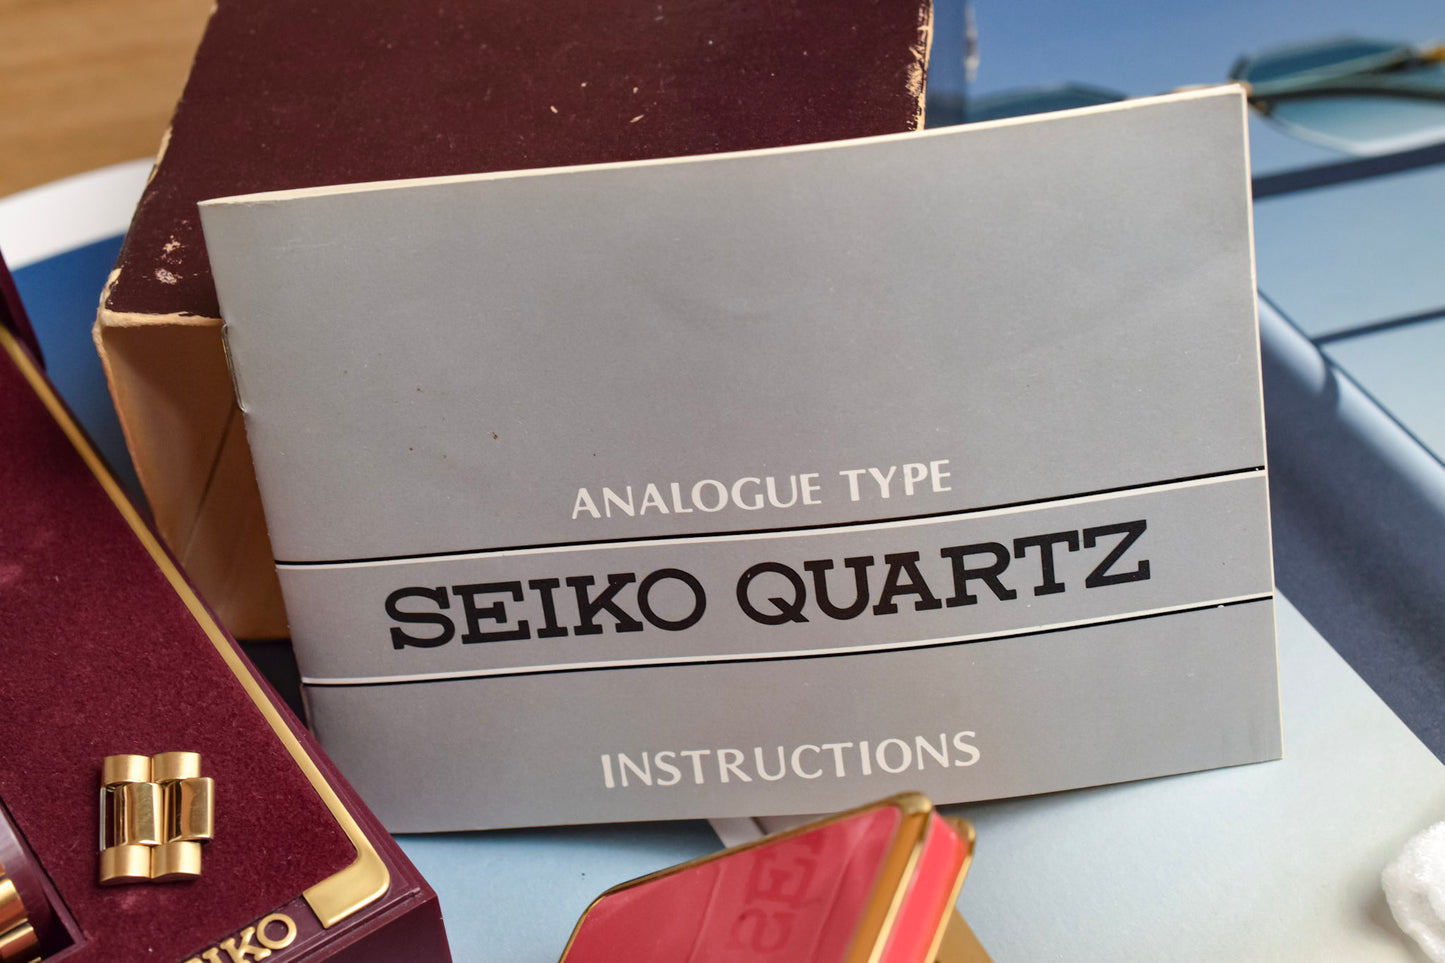 ANALOGUE TYPE
SEIKO QUARTZ
INSTRUCTIONS